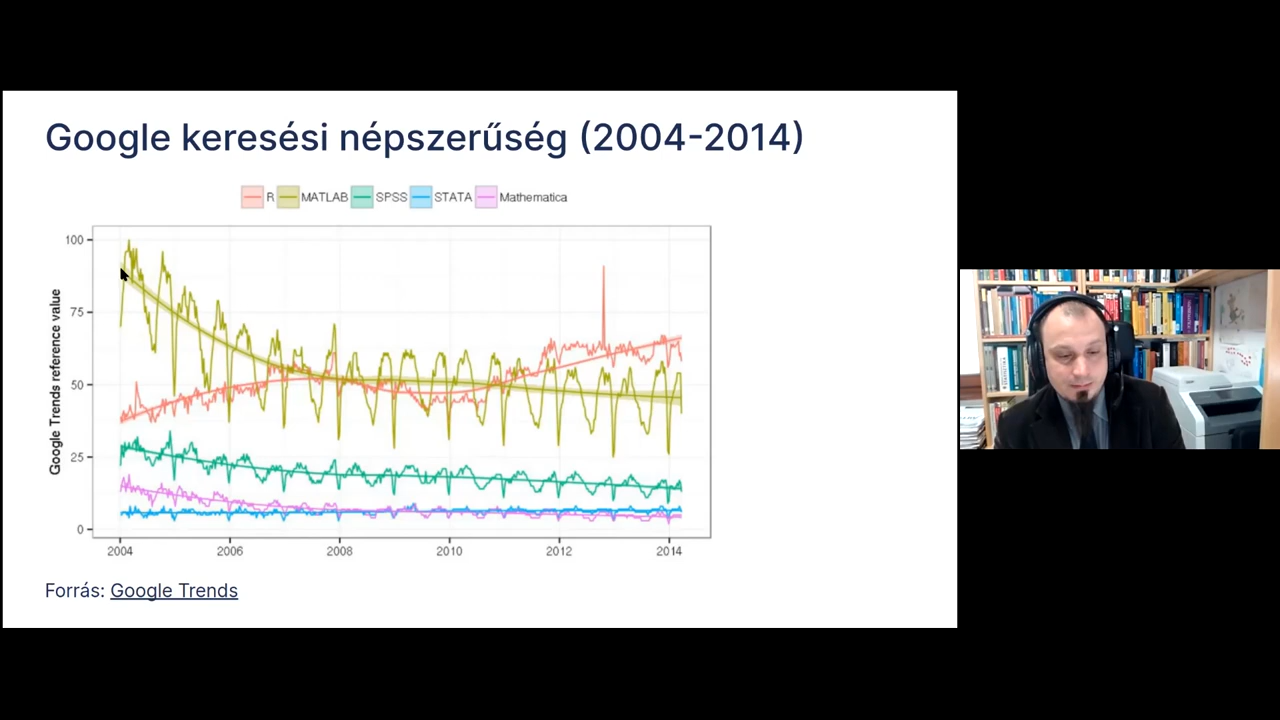 Google keresési népszerűség (2004-2014)
R MATLAB SPSS STATA Mathematica
Google Trends reference value
100
75
50
25
0
2004 2006 2008 2010 2012 2014
Forrás: Google Trends